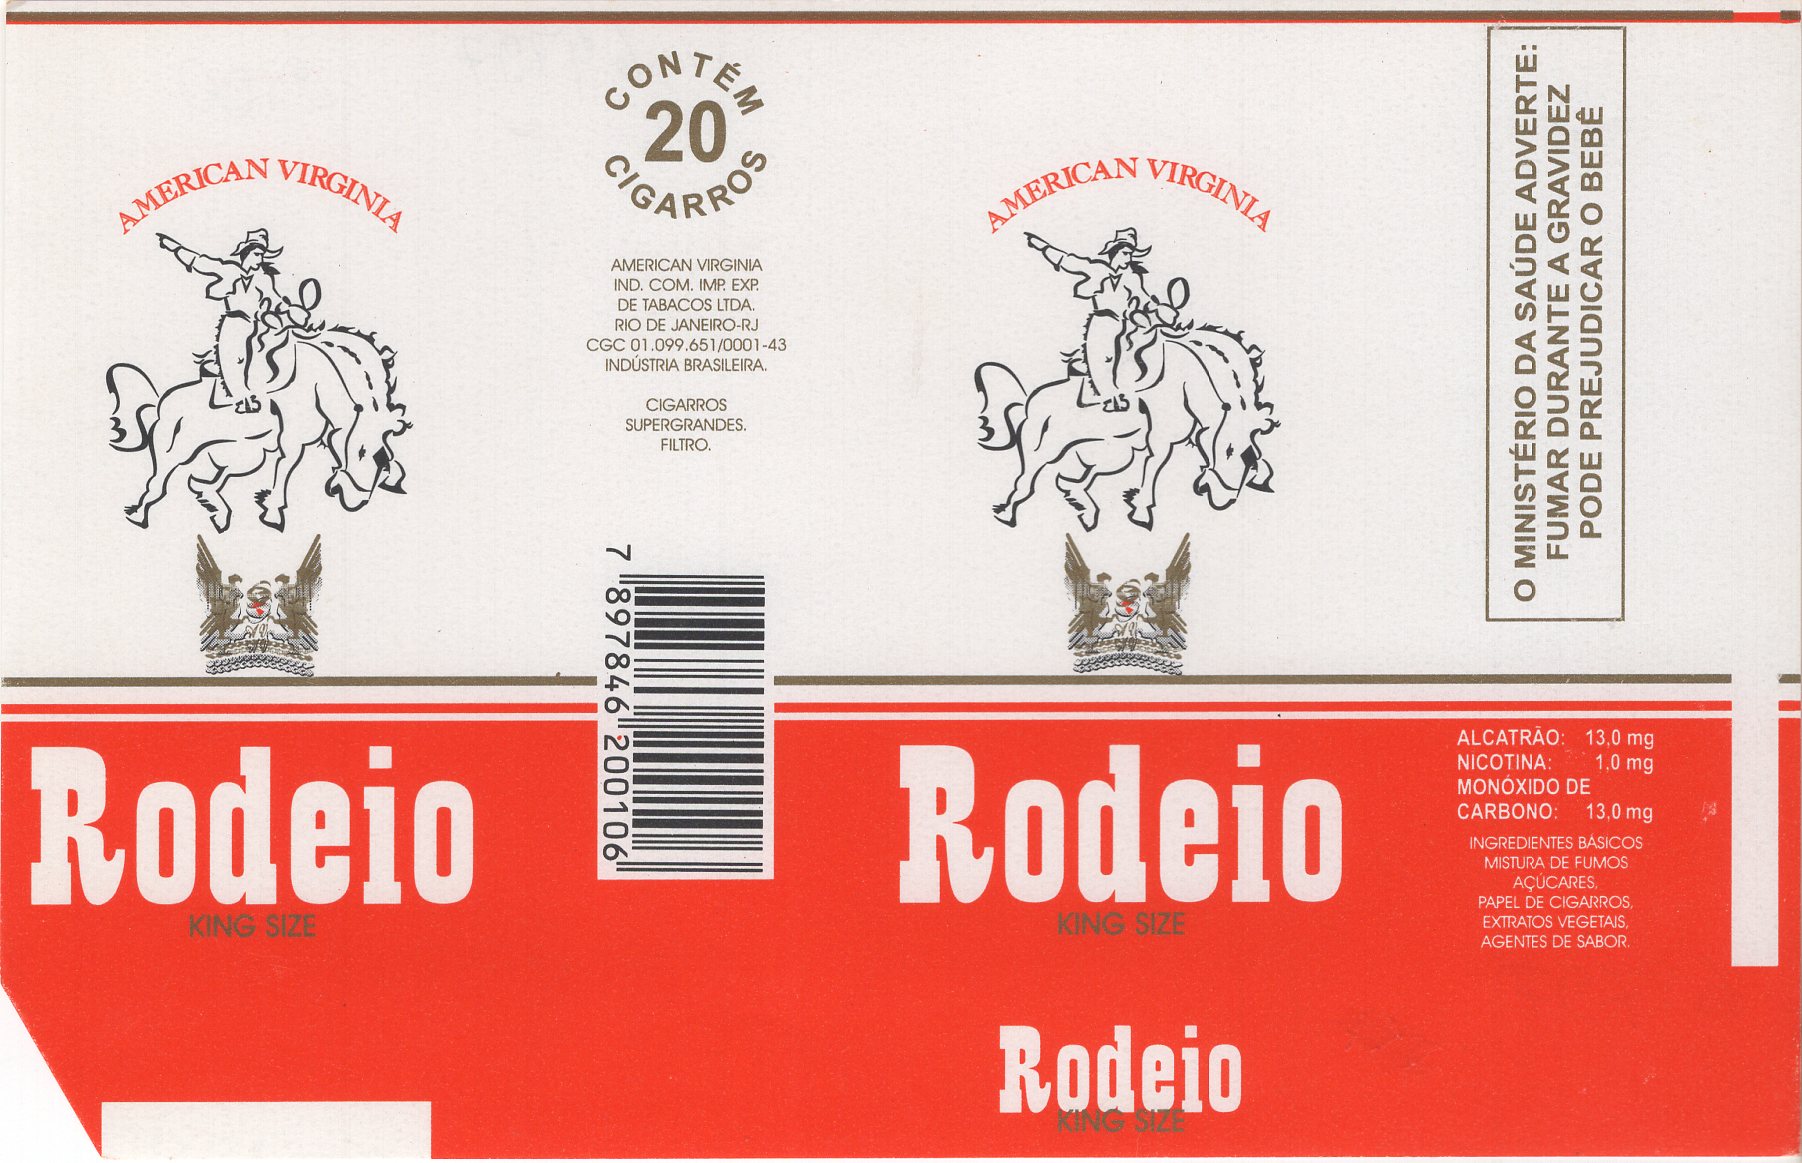 AMERICAN VIRGINIA
Rodeio
KING SIZE
CONTÉM
20
CIGARROS
AMERICAN VIRGINIA
IND. COM. IMP. EXP.
DE TABACOS LTDA.
RIO DE JANEIRO-RJ
CGC 01.099.651/0001-43
INDÚSTRIA BRASILEIRA.
CIGARROS
SUPERGRANDES.
FILTRO.
7 897846 200106
AMERICAN VIRGINIA
Rodeio
KING SIZE
Rodeio
KING SIZE
O MINISTÉRIO DA SAÚDE ADVERTE:
FUMAR DURANTE A GRAVIDEZ
PODE PREJUDICAR O BEBÊ
ALCATRÃO: 13,0 mg
NICOTINA: 1,0 mg
MONÓXIDO DE
CARBONO: 13,0 mg
INGREDIENTES BÁSICOS
MISTURA DE FUMOS
AÇÚCARES,
PAPEL DE CIGARROS,
EXTRATOS VEGETAIS,
AGENTES DE SABOR.